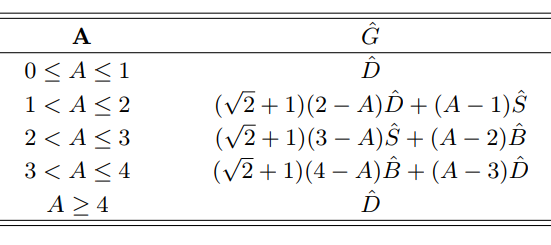 A Ĝ
0 ≤ A ≤ 1 D̂
1 < A ≤ 2 (√2 + 1)(2 − A)D̂ + (A − 1)Ŝ
2 < A ≤ 3 (√2 + 1)(3 − A)Ŝ + (A − 2)B̂
3 < A ≤ 4 (√2 + 1)(4 − A)B̂ + (A − 3)D̂
A ≥ 4 D̂